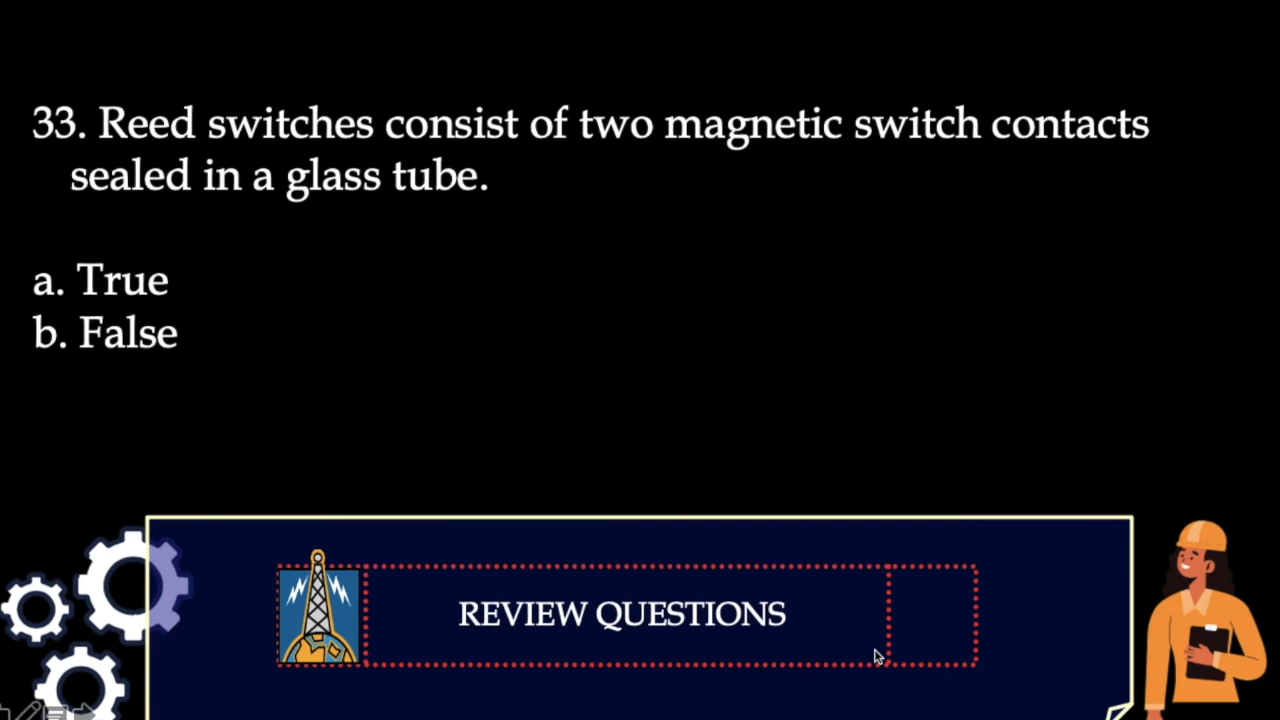 33. Reed switches consist of two magnetic switch contacts
sealed in a glass tube.
a. True
b. False
REVIEW QUESTIONS